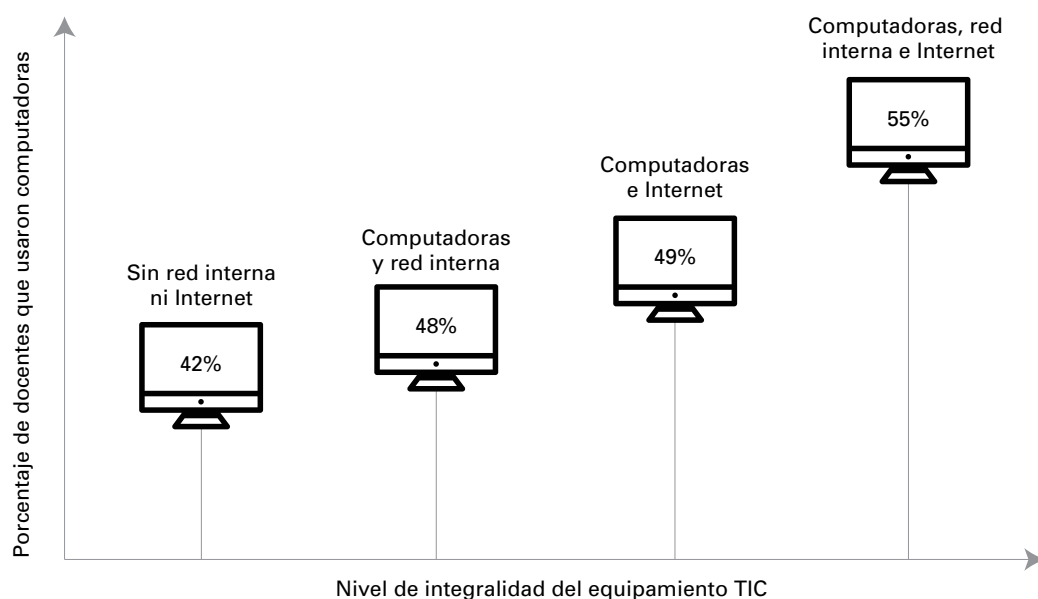 Porcentaje de docentes que usaron computadoras
Sin red interna
ni Internet
42%
Computadoras
y red interna
48%
Computadoras
e Internet
49%
Computadoras, red
interna e Internet
55%
Nivel de integralidad del equipamiento TIC